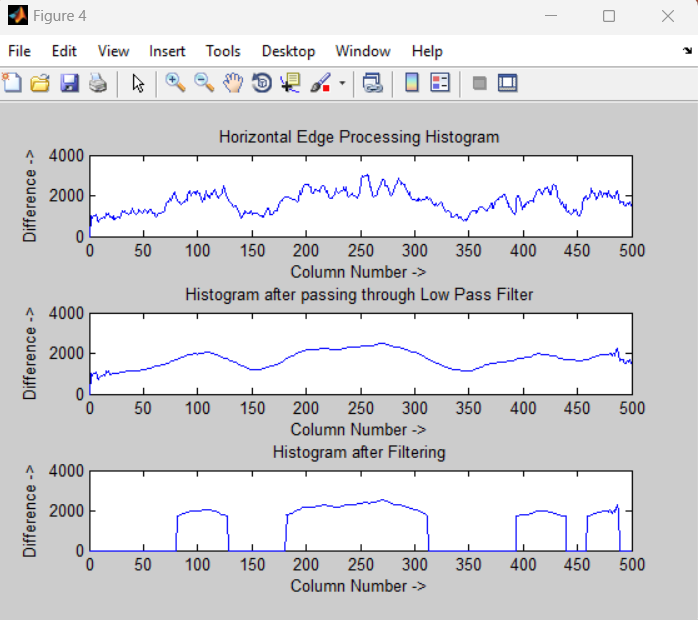 Figure 4
File Edit View Insert Tools Desktop Window Help
Horizontal Edge Processing Histogram
Difference ->
4000
2000
0
0 50 100 150 200 250 300 350 400 450 500
Column Number ->
Histogram after passing through Low Pass Filter
Difference ->
4000
2000
0
0 50 100 150 200 250 300 350 400 450 500
Column Number ->
Histogram after Filtering
Difference ->
4000
2000
0
0 50 100 150 200 250 300 350 400 450 500
Column Number ->